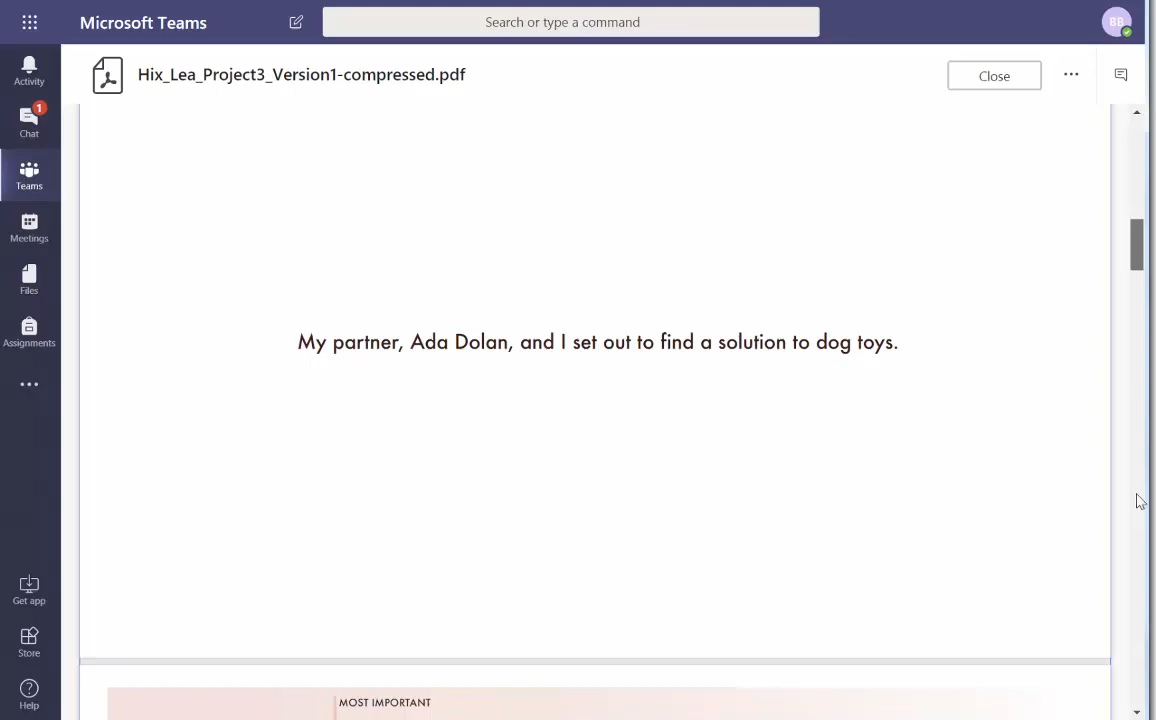 Microsoft Teams
Search or type a command
BB
Activity
Hix_Lea_Project3_Version1-compressed.pdf
Close
1
Chat
Teams
Meetings
Files
Assignments
My partner, Ada Dolan, and I set out to find a solution to dog toys.
Get app
Store
Help
MOST IMPORTANT